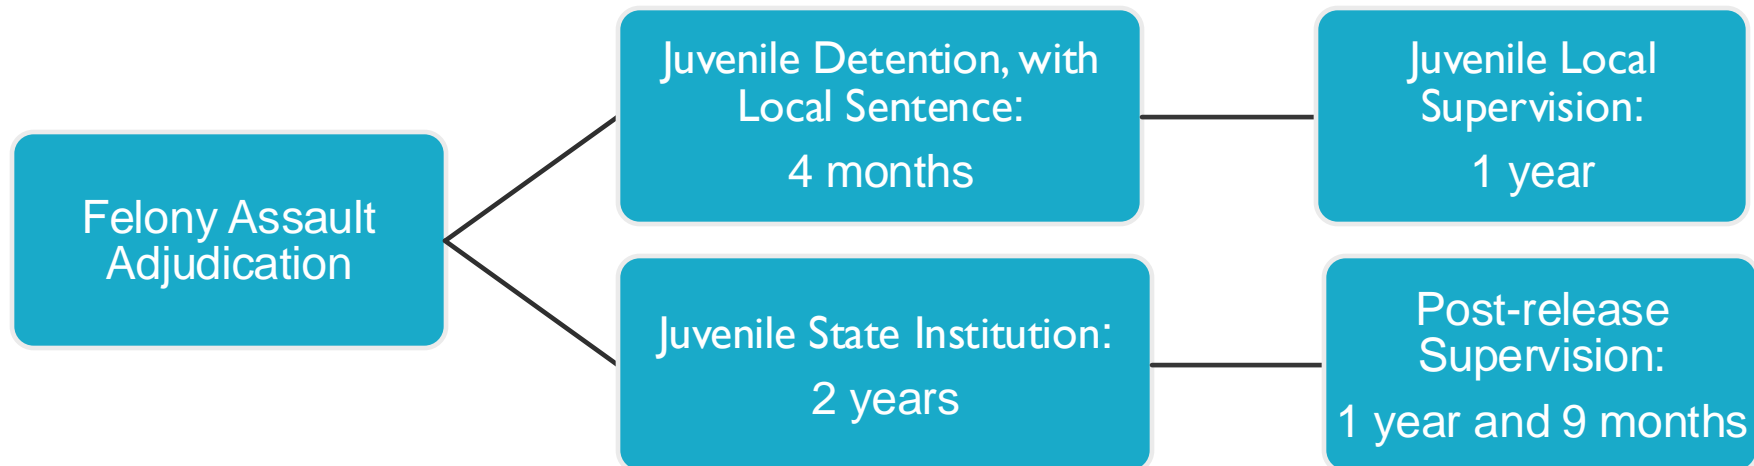 Felony Assault
Adjudication
Juvenile Detention, with
Local Sentence:
4 months
Juvenile Local
Supervision:
1 year
Juvenile State Institution:
2 years
Post-release
Supervision:
1 year and 9 months